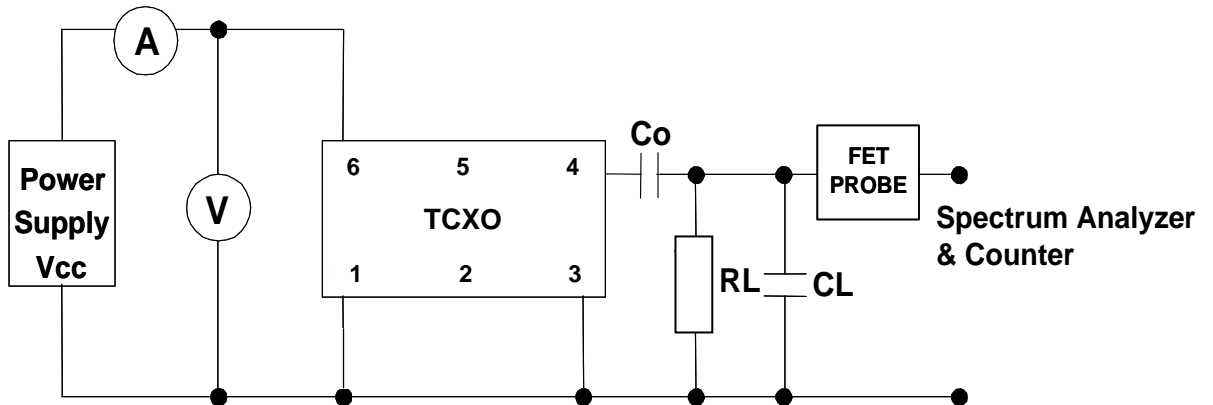 A
V
Power
Supply
Vcc
6 5 4
TCXO
1 2 3
Co
RL
CL
FET
PROBE
Spectrum Analyzer
& Counter